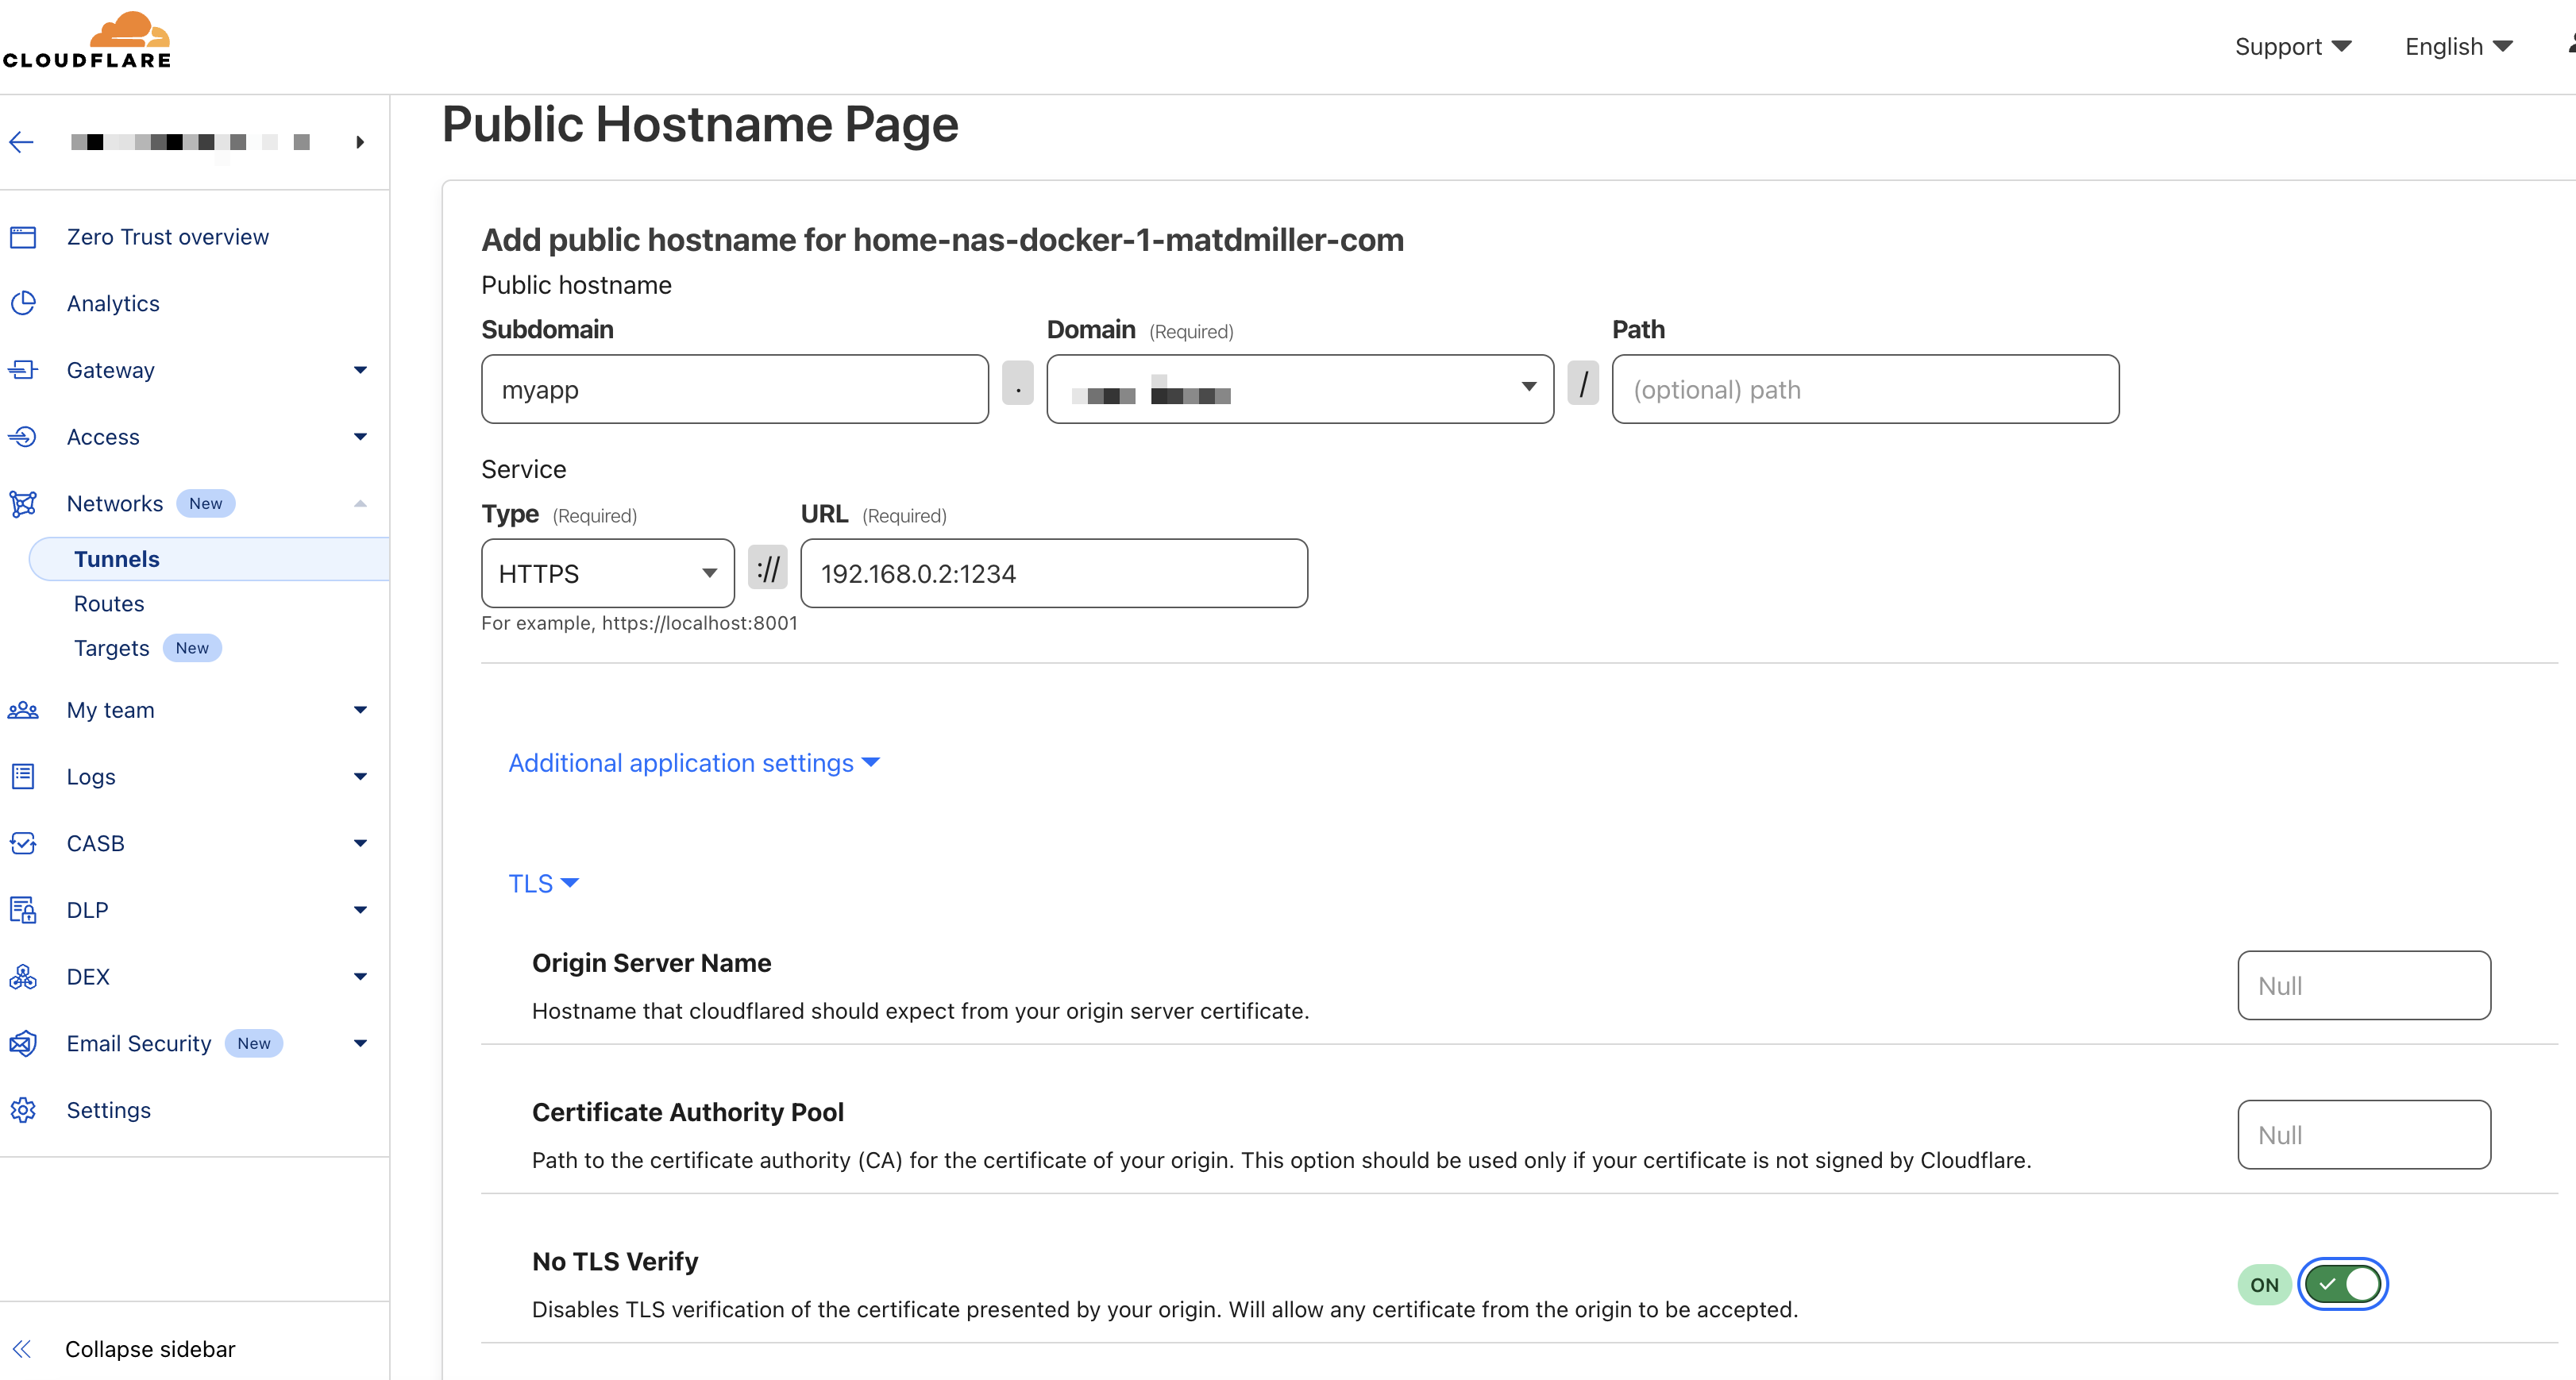 CLOUDFLARE
Support
English
Zero Trust overview
Analytics
Gateway
Access
Networks New
Tunnels
Routes
Targets New
My team
Logs
CASB
DLP
DEX
Email Security New
Settings
Collapse sidebar
Public Hostname Page
Add public hostname for home-nas-docker-1-matdmiller-com
Public hostname
Subdomain
Domain (Required)
Path
myapp
.
/
(optional) path
Service
Type (Required)
URL (Required)
HTTPS
://
192.168.0.2:1234
For example, https://localhost:8001
Additional application settings
TLS
Origin Server Name
Null
Hostname that cloudflared should expect from your origin server certificate.
Certificate Authority Pool
Null
Path to the certificate authority (CA) for the certificate of your origin. This option should be used only if your certificate is not signed by Cloudflare.
No TLS Verify
ON
Disables TLS verification of the certificate presented by your origin. Will allow any certificate from the origin to be accepted.